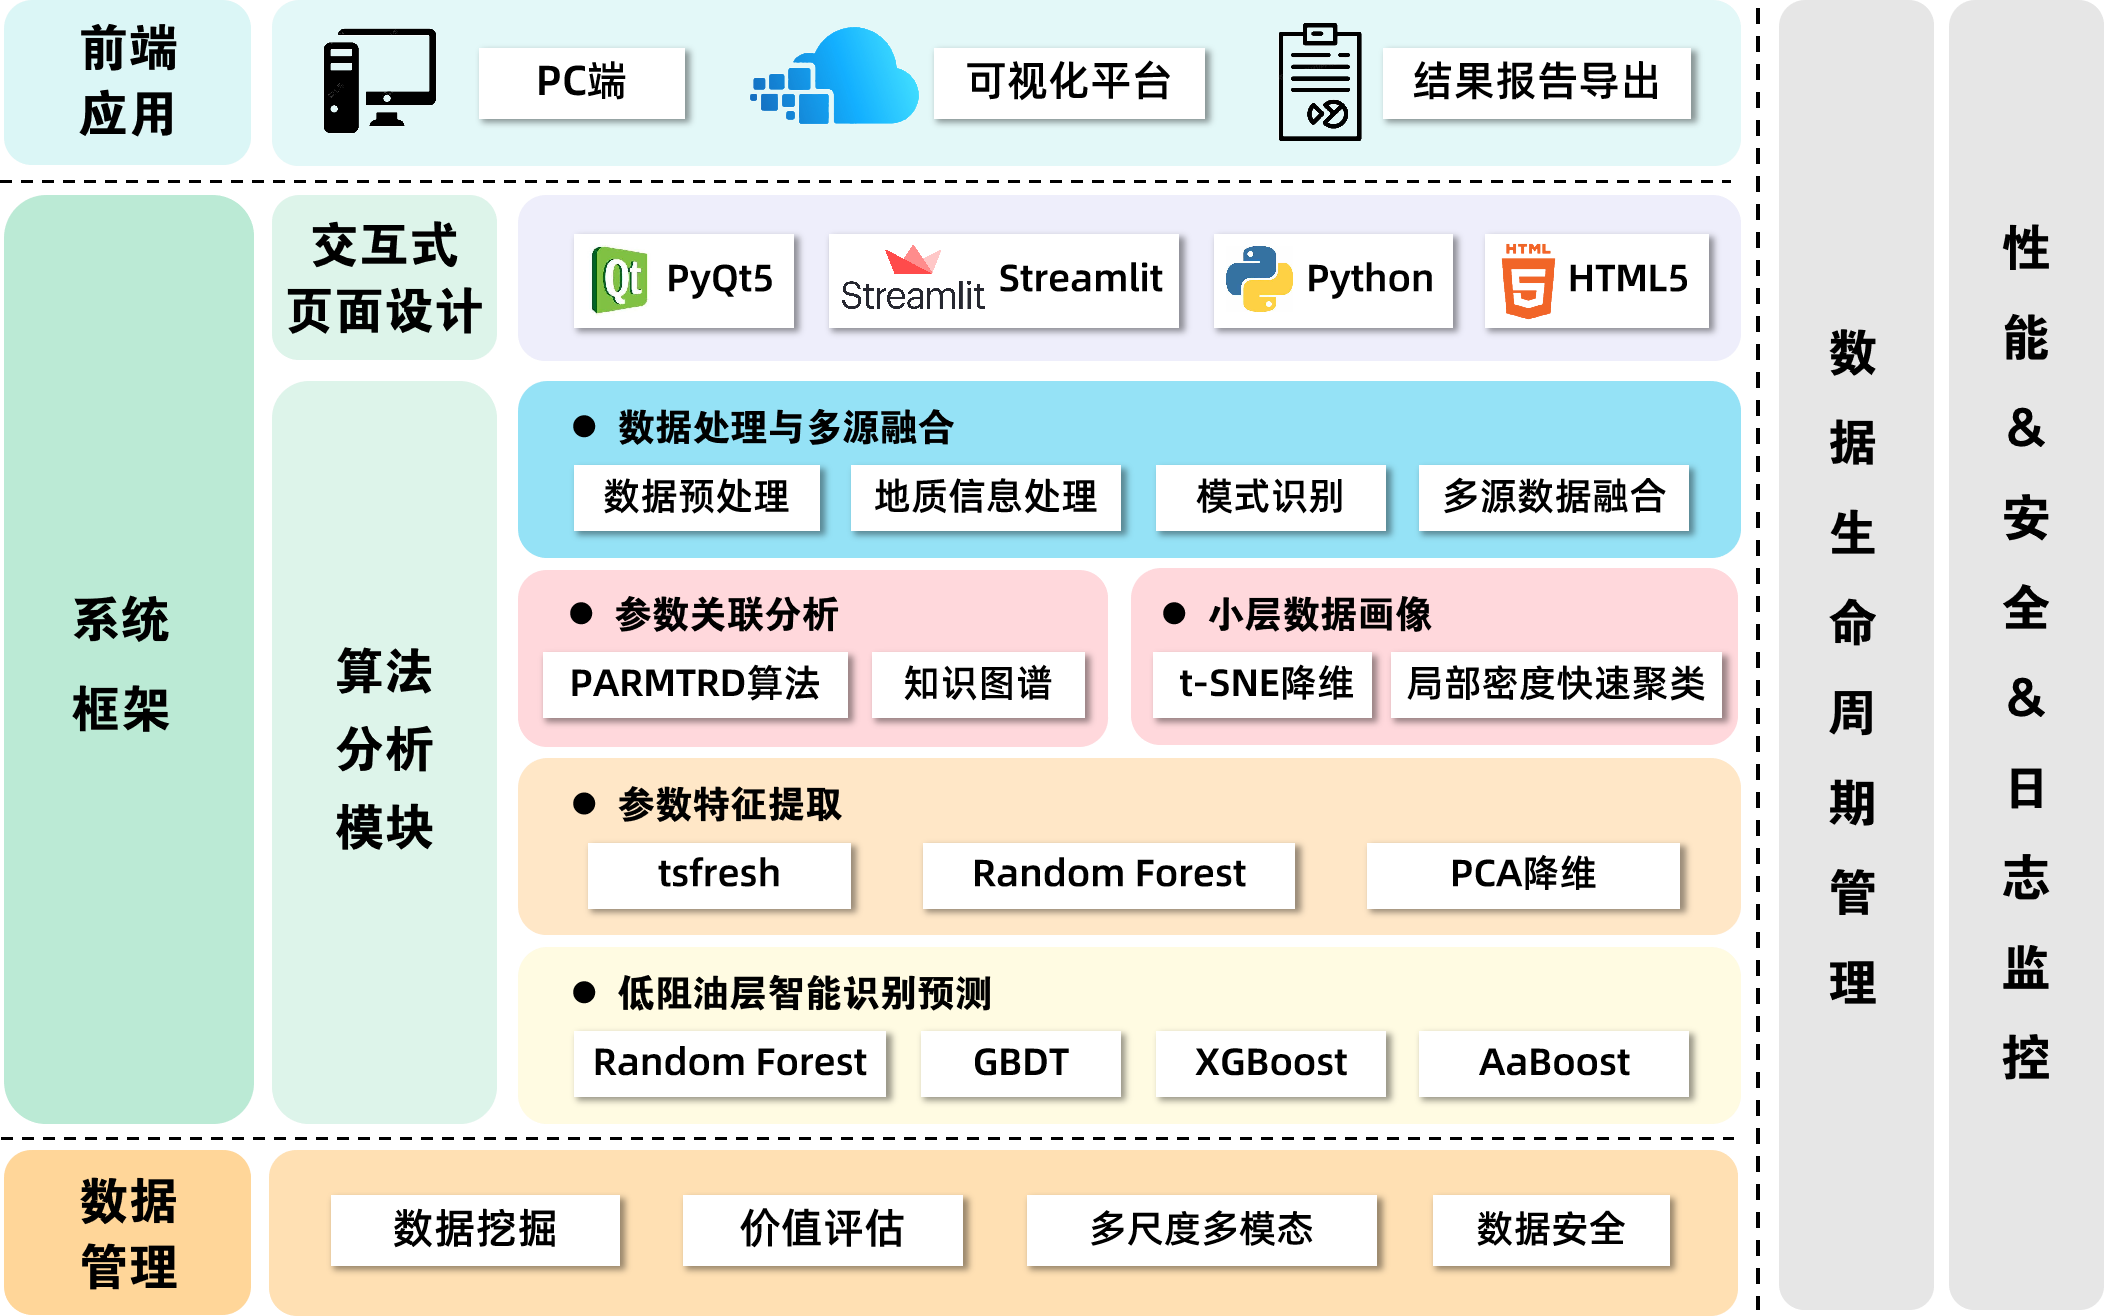 前端
应用
PC端
可视化平台
结果报告导出
系统
框架
交互式
页面设计
Qt
PyQt5
Streamlit
Streamlit
Python
HTML
5
HTML5
算法
分析
模块
● 数据处理与多源融合
数据预处理
地质信息处理
模式识别
多源数据融合
● 参数关联分析
PARMTRD算法
知识图谱
● 小层数据画像
t-SNE降维
局部密度快速聚类
● 参数特征提取
tsfresh
Random Forest
PCA降维
● 低阻油层智能识别预测
Random Forest
GBDT
XGBoost
AaBoost
数据
管理
数据挖掘
价值评估
多尺度多模态
数据安全
数据生命周期管理
性能&安全&日志监控